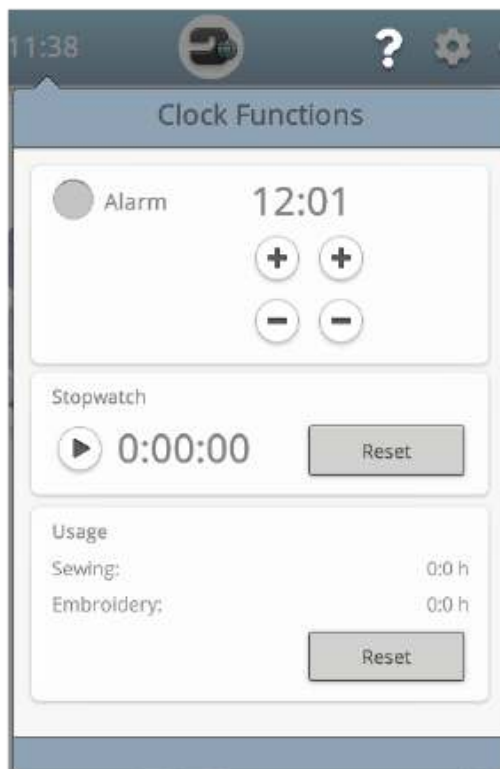 11:38
?
Clock Functions
Alarm 12:01
+ +
- -
Stopwatch
0:00:00 Reset
Usage
Sewing: 0:0 h
Embroidery: 0:0 h
Reset